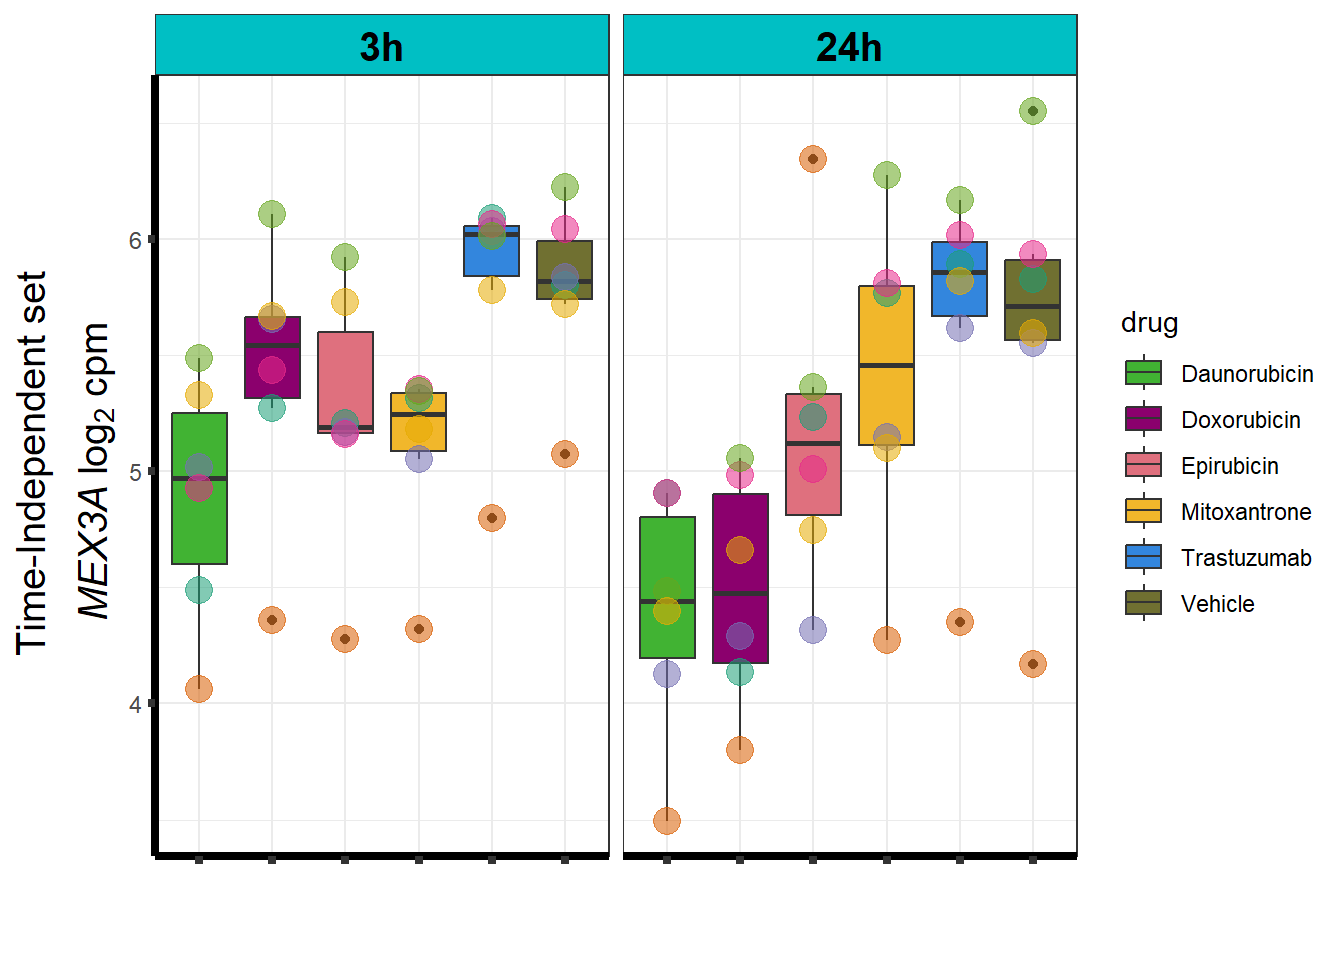 Time-Independent set
MEX3A log₂ cpm
3h
24h
6
5
4
drug
Daunorubicin
Doxorubicin
Epirubicin
Mitoxantrone
Trastuzumab
Vehicle